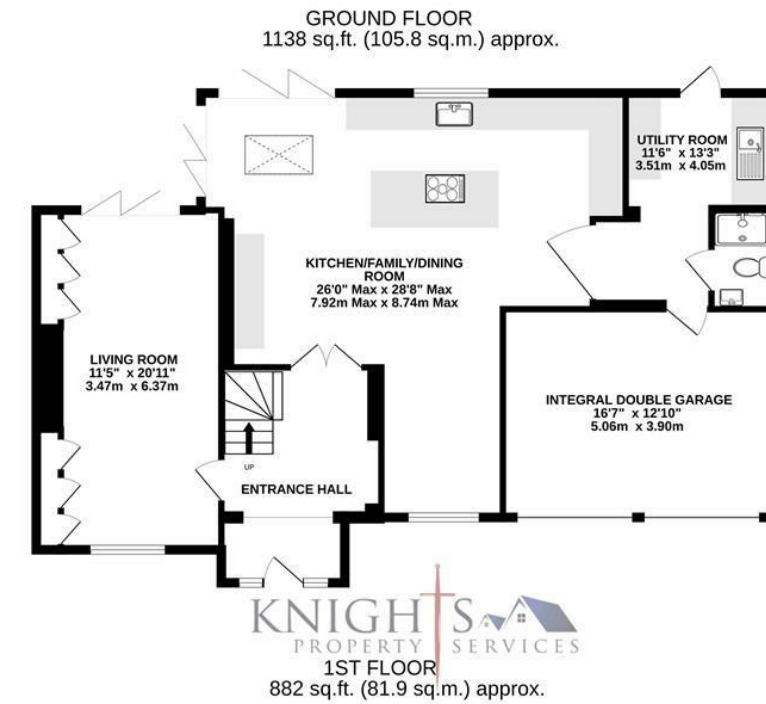 GROUND FLOOR
1138 sq.ft. (105.8 sq.m.) approx.
UTILITY ROOM
11'6" x 13'3"
3.51m x 4.05m
KITCHEN/FAMILY/DINING
ROOM
26'0" Max x 28'8" Max
7.92m Max x 8.74m Max
LIVING ROOM
11'5" x 20'11"
3.47m x 6.37m
INTEGRAL DOUBLE GARAGE
16'7" x 12'10"
5.06m x 3.90m
UP
ENTRANCE HALL
KNIGHTS
PROPERTY SERVICES
1ST FLOOR
882 sq.ft. (81.9 sq.m.) approx.